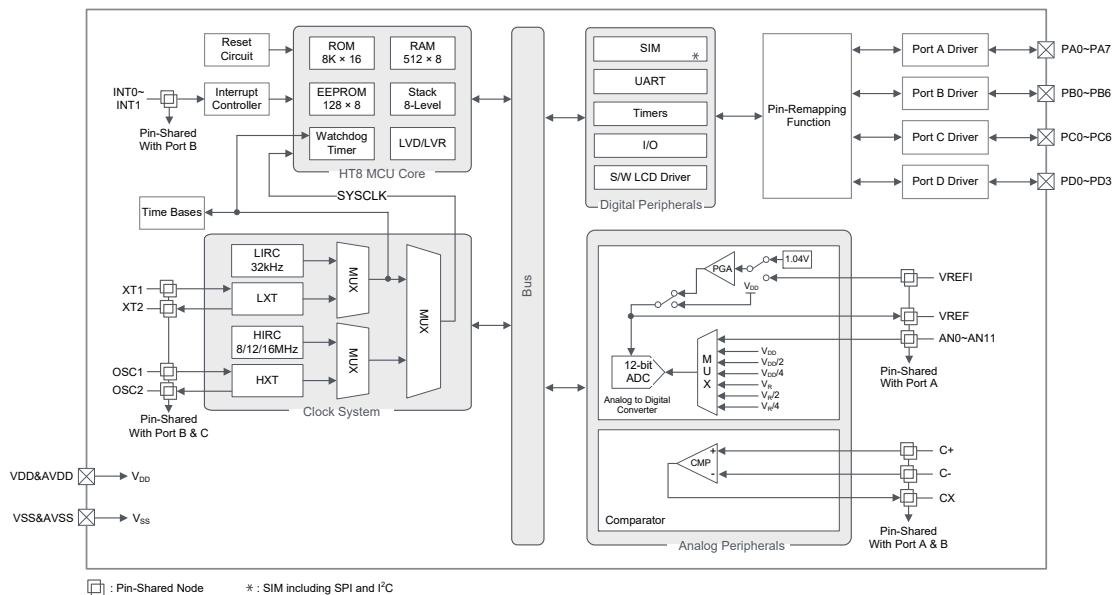 Reset
Circuit
INT0~
INT1
Interrupt
Controller
Pin-Shared
With Port B
ROM
8K × 16
RAM
512 × 8
EEPROM
128 × 8
Stack
8-Level
Watchdog
Timer
LVD/LVR
HT8 MCU Core
SYSCLK
Time Bases
LIRC
32kHz
LXT
HIRC
8/12/16MHz
HXT
MUX
MUX
MUX
Clock System
XT1
XT2
OSC1
OSC2
Pin-Shared
With Port B & C
VDD&AVDD
VDD
VSS&AVSS
VSS
Bus
SIM
*
UART
Timers
I/O
S/W LCD Driver
Digital Peripherals
Pin-Remapping
Function
Port A Driver
Port B Driver
Port C Driver
Port D Driver
PA0~PA7
PB0~PB6
PC0~PC6
PD0~PD3
1.04V
PGA
VDD
12-bit
ADC
Analog to Digital
Converter
MUX
VDD
VDD/2
VDD/4
VR
VR/2
VR/4
VREFI
VREF
AN0~AN11
Pin-Shared
With Port A
CMP
+
-
Comparator
C+
C-
CX
Pin-Shared
With Port A & B
Analog Peripherals
: Pin-Shared Node
* : SIM including SPI and I²C